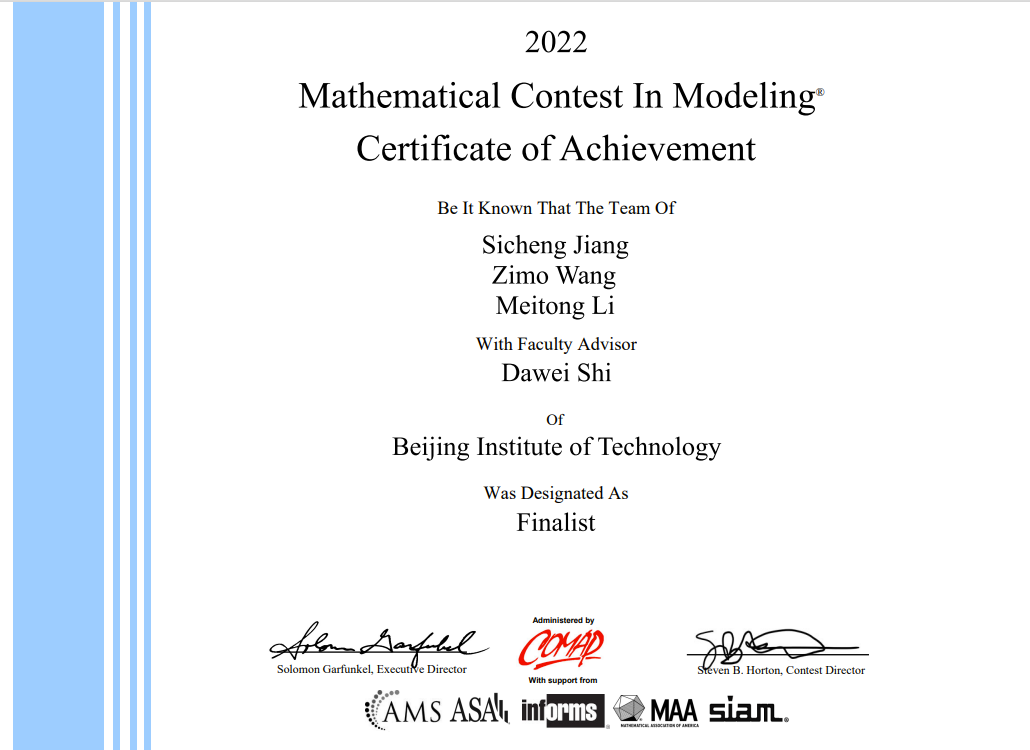 2022
Mathematical Contest In Modeling®
Certificate of Achievement
Be It Known That The Team Of
Sicheng Jiang
Zimo Wang
Meitong Li
With Faculty Advisor
Dawei Shi
Of
Beijing Institute of Technology
Was Designated As
Finalist
Administered by
COMAP
Solomon Garfunkel
Solomon Garfunkel, Executive Director
Steven B. Horton, Contest Director
With support from
AMS ASA informs® MAA siam®
MATHEMATICAL ASSOCIATION OF AMERICA